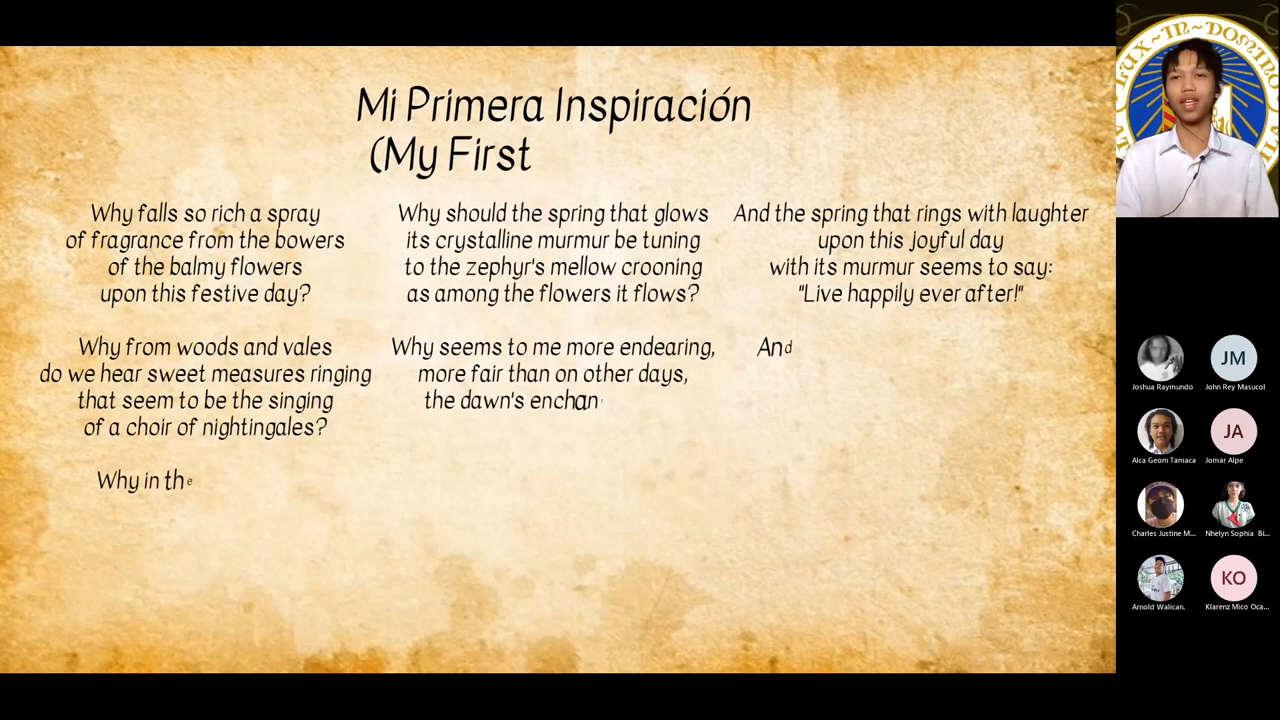 Mi Primera Inspiración
(My First
Why falls so rich a spray
of fragrance from the bowers
of the balmy flowers
upon this festive day?
Why from woods and vales
do we hear sweet measures ringing
that seem to be the singing
of a choir of nightingales?
Why in the
Why should the spring that glows
its crystalline murmur be tuning
to the zephyr's mellow crooning
as among the flowers it flows?
Why seems to me more endearing,
more fair than on other days,
the dawn's enchan
And the spring that rings with laughter
upon this joyful day
with its murmur seems to say:
"Live happily ever after!"
And
LUX~IN~DOMINO
Joshua Raymundo
JM
John Rey Masucol
Alca Geom Tamaca
JA
Jomar Alpe
Charles Justine M...
Nhelyn Sophia Bi...
Arnold Walican.
KO
Klarenz Mico Oca...